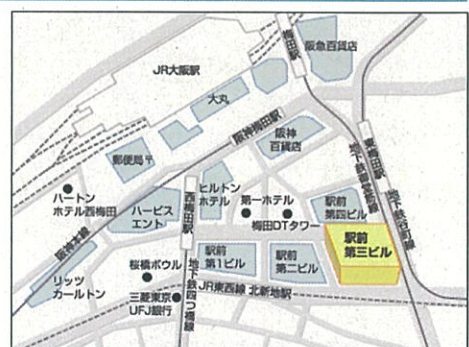 JR大阪駅
梅田駅
阪急百貨店
大丸
阪神梅田駅
阪神
百貨店
東梅田駅
地下鉄御堂筋線
地下鉄谷町線
郵便局〒
ハートン
ホテル西梅田
西梅田駅
ヒルトン
ホテル
第一ホテル
梅田DTタワー
駅前
第四ビル
ハービス
エント
阪神本線
駅前
第三ビル
桜橋ボウル
駅前
第1ビル
駅前
第二ビル
リッツ
カールトン
三菱東京
UFJ銀行
地下鉄四つ橋線
JR東西線 北新地駅